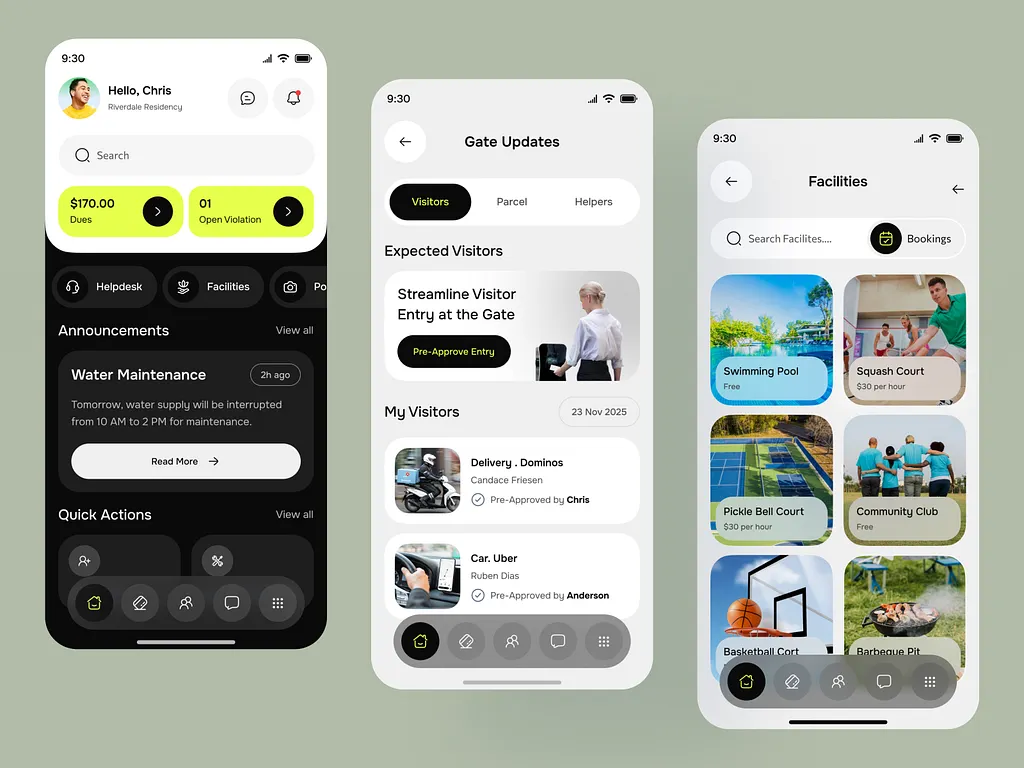 9:30
Hello, Chris
Riverdale Residency
Search
$170.00
Dues
01
Open Violation
Helpdesk
Facilities
Po
Announcements
View all
Water Maintenance
2h ago
Tomorrow, water supply will be interrupted
from 10 AM to 2 PM for maintenance.
Read More
Quick Actions
View all
9:30
Gate Updates
Visitors
Parcel
Helpers
Expected Visitors
Streamline Visitor
Entry at the Gate
Pre-Approve Entry
My Visitors
23 Nov 2025
Delivery . Dominos
Candace Friesen
Pre-Approved by Chris
Car. Uber
Ruben Dias
Pre-Approved by Anderson
9:30
Facilities
Search Facilites....
Bookings
Swimming Pool
Free
Squash Court
$30 per hour
Pickle Bell Court
$30 per hour
Community Club
Free
Basketball Cort
Barbeque Pit